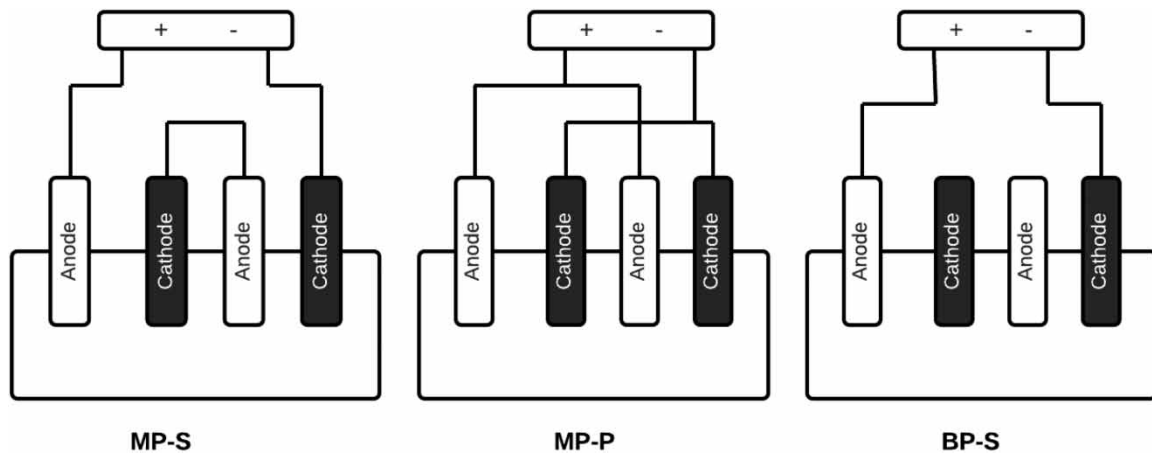 + -
+ -
+ -
Anode
Cathode
Anode
Cathode
Anode
Cathode
Anode
Cathode
Anode
Cathode
Anode
Cathode
MP-S
MP-P
BP-S